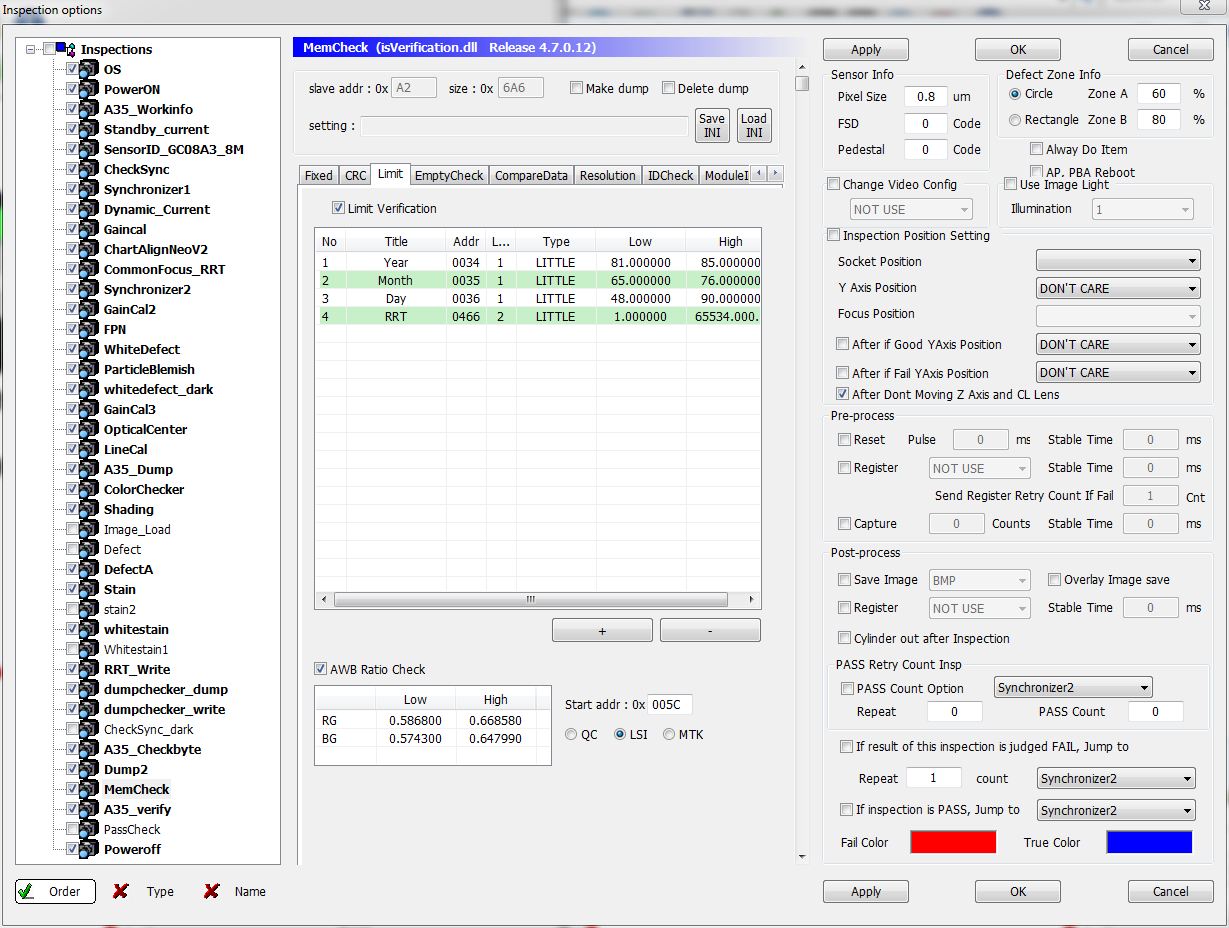 Inspection options
Inspections
OS
PowerON
A35_Workinfo
Standby_current
SensorID_GC08A3_8M
CheckSync
Synchronizer1
Dynamic_Current
Gaincal
ChartAlignNeoV2
CommonFocus_RRT
Synchronizer2
GainCal2
FPN
WhiteDefect
ParticleBlemish
whitedefect_dark
GainCal3
OpticalCenter
LineCal
A35_Dump
ColorChecker
Shading
Image_Load
Defect
DefectA
Stain
stain2
whitestain
Whitestain1
RRT_Write
dumpchecker_dump
dumpchecker_write
CheckSync_dark
A35_Checkbyte
Dump2
MemCheck
A35_verify
PassCheck
Poweroff
Order Type Name
MemCheck (isVerification.dll Release 4.7.0.12)
slave addr : 0x A2 size : 0x 6A6 Make dump Delete dump
setting : Save INI Load INI
Fixed CRC Limit EmptyCheck CompareData Resolution IDCheck ModuleI
Limit Verification
No Title Addr L... Type Low High
1 Year 0034 1 LITTLE 81.000000 85.000000
2 Month 0035 1 LITTLE 65.000000 76.000000
3 Day 0036 1 LITTLE 48.000000 90.000000
4 RRT 0466 2 LITTLE 1.000000 65534.000.
+ -
AWB Ratio Check
Low High
RG 0.586800 0.668580
BG 0.574300 0.647990
Start addr : 0x 005C
QC LSI MTK
Apply OK Cancel
Sensor Info
Pixel Size 0.8 um
FSD 0 Code
Pedestal 0 Code
Defect Zone Info
Circle Zone A 60 %
Rectangle Zone B 80 %
Alway Do Item
AP, PBA Reboot
Change Video Config
NOT USE
Use Image Light
Illumination 1
Inspection Position Setting
Socket Position
Y Axis Position DON'T CARE
Focus Position
After if Good YAxis Position DON'T CARE
After if Fail YAxis Position DON'T CARE
After Dont Moving Z Axis and CL Lens
Pre-process
Reset Pulse 0 ms Stable Time 0 ms
Register NOT USE Stable Time 0 ms
Send Register Retry Count If Fail 1 Cnt
Capture 0 Counts Stable Time 0 ms
Post-process
Save Image BMP Overlay Image save
Register NOT USE Stable Time 0 ms
Cylinder out after Inspection
PASS Retry Count Insp
PASS Count Option Synchronizer2
Repeat 0 PASS Count 0
If result of this inspection is judged FAIL, Jump to
Repeat 1 count Synchronizer2
If inspection is PASS, Jump to Synchronizer2
Fail Color True Color
Apply OK Cancel